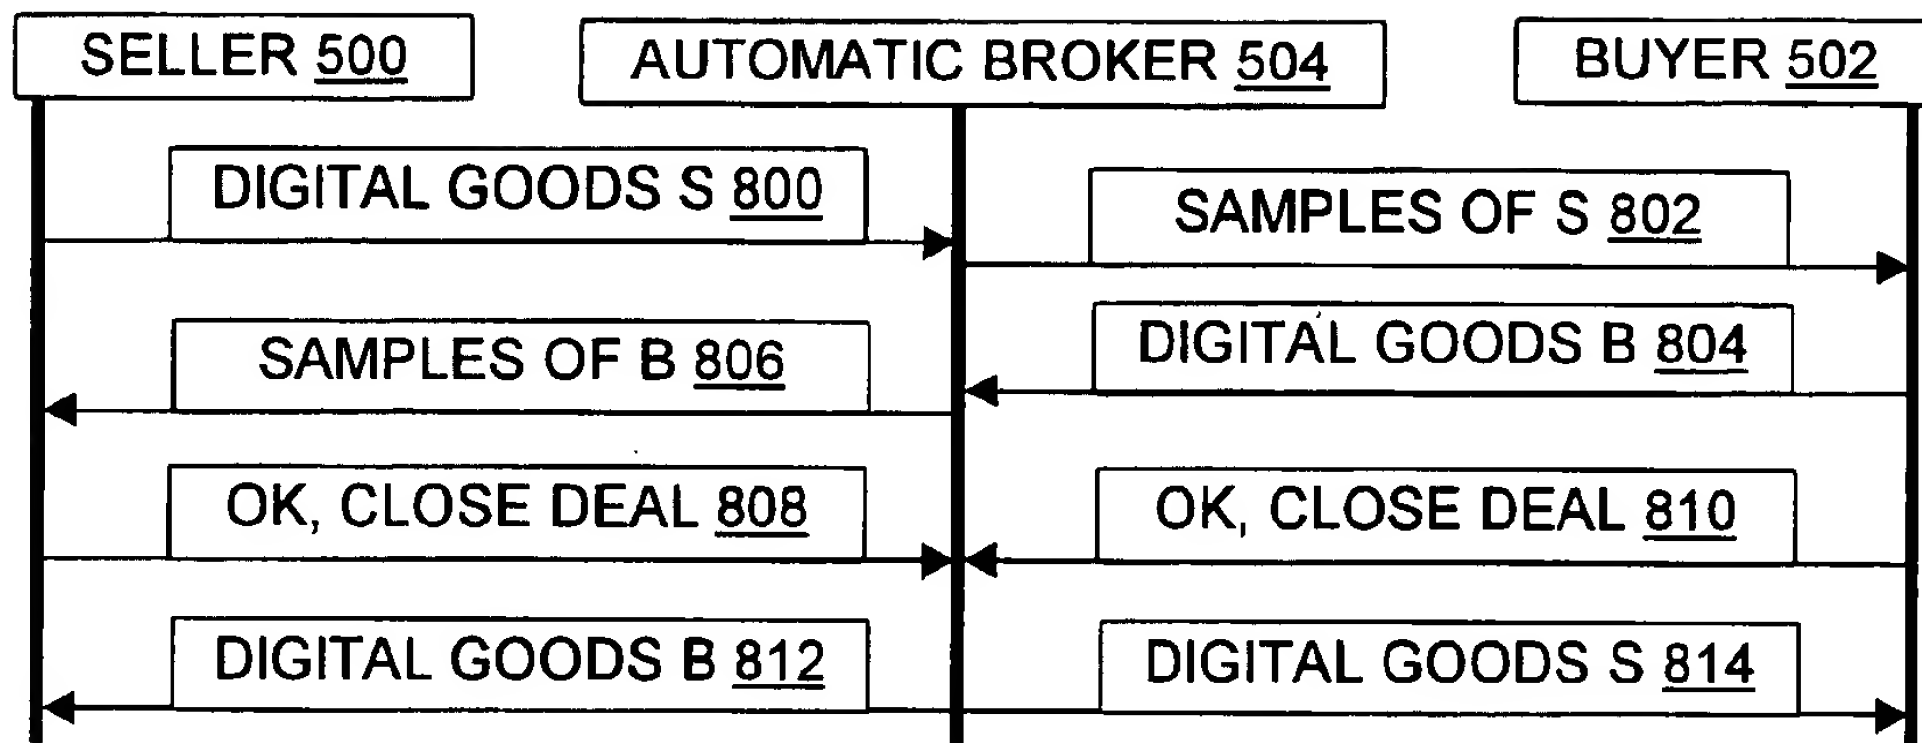 SELLER 500
AUTOMATIC BROKER 504
BUYER 502
DIGITAL GOODS S 800
SAMPLES OF S 802
DIGITAL GOODS B 804
SAMPLES OF B 806
OK, CLOSE DEAL 808
OK, CLOSE DEAL 810
DIGITAL GOODS B 812
DIGITAL GOODS S 814